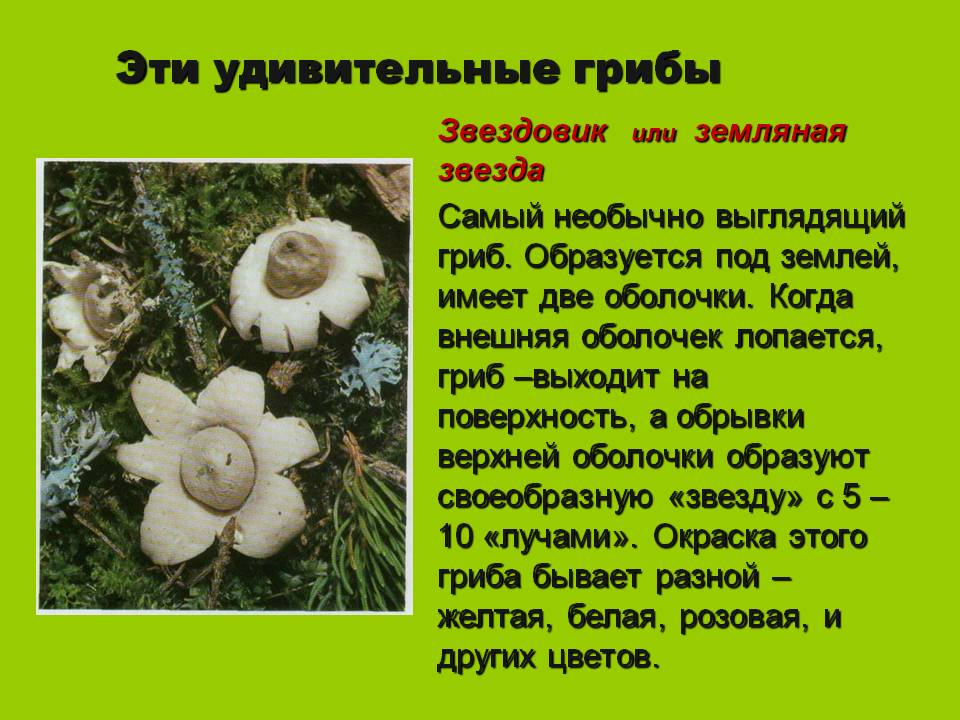 Эти удивительные грибы
Звездовик или земляная
звезда
Самый необычно выглядящий
гриб. Образуется под землей,
имеет две оболочки. Когда
внешняя оболочек лопается,
гриб –выходит на
поверхность, а обрывки
верхней оболочки образуют
своеобразную «звезду» с 5 –
10 «лучами». Окраска этого
гриба бывает разной –
желтая, белая, розовая, и
других цветов.